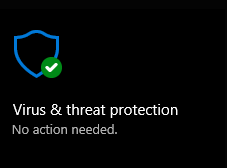 Virus & threat protection
No action needed.